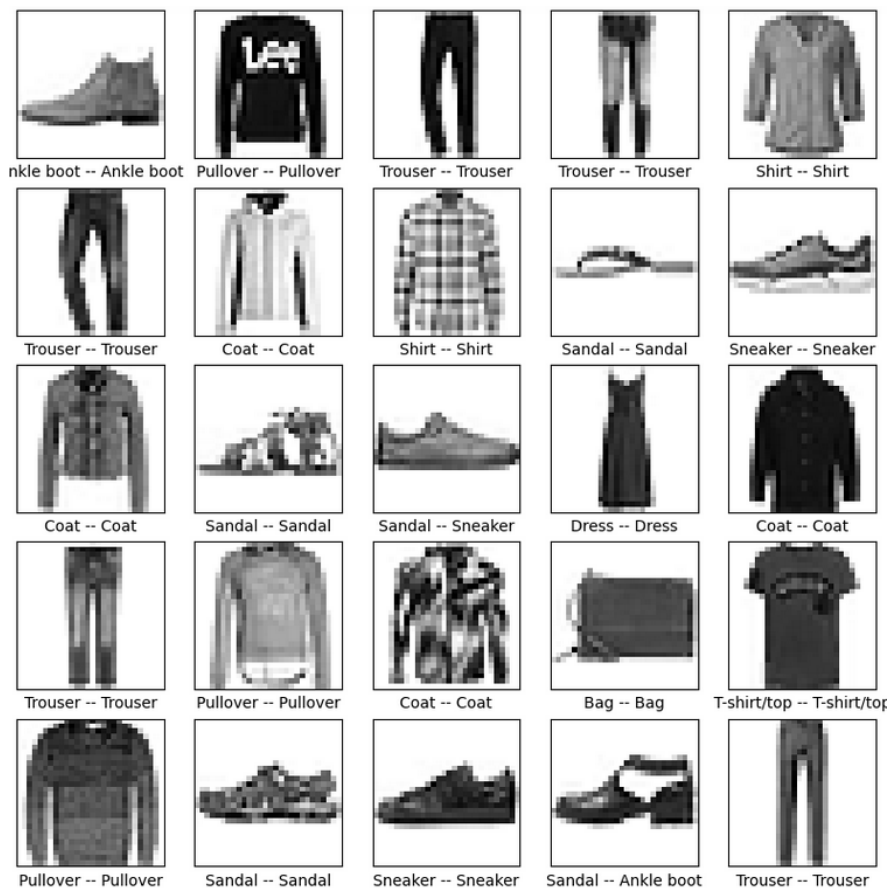 Lee
nkle boot -- Ankle boot
Pullover -- Pullover
Trouser -- Trouser
Trouser -- Trouser
Shirt -- Shirt
Trouser -- Trouser
Coat -- Coat
Shirt -- Shirt
Sandal -- Sandal
Sneaker -- Sneaker
Coat -- Coat
Sandal -- Sandal
Sandal -- Sneaker
Dress -- Dress
Coat -- Coat
Trouser -- Trouser
Pullover -- Pullover
Coat -- Coat
Bag -- Bag
T-shirt/top -- T-shirt/top
Pullover -- Pullover
Sandal -- Sandal
Sneaker -- Sneaker
Sandal -- Ankle boot
Trouser -- Trouser